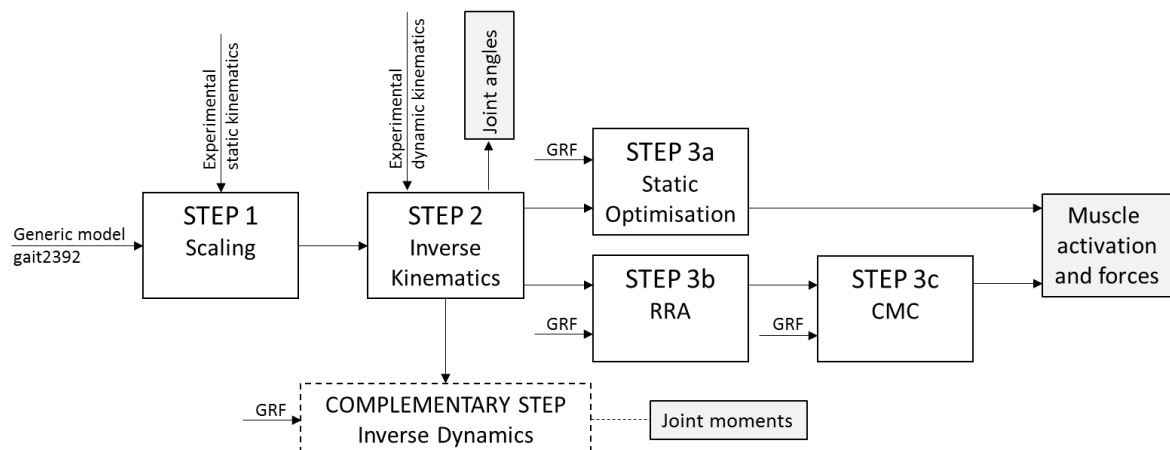 Experimental
static kinematics
Experimental
dynamic kinematics
Joint angles
GRF
STEP 3a
Static
Optimisation
Generic model
gait2392
STEP 1
Scaling
STEP 2
Inverse
Kinematics
Muscle
activation
and forces
STEP 3b
RRA
GRF
STEP 3c
CMC
GRF
GRF
COMPLEMENTARY STEP
Inverse Dynamics
Joint moments